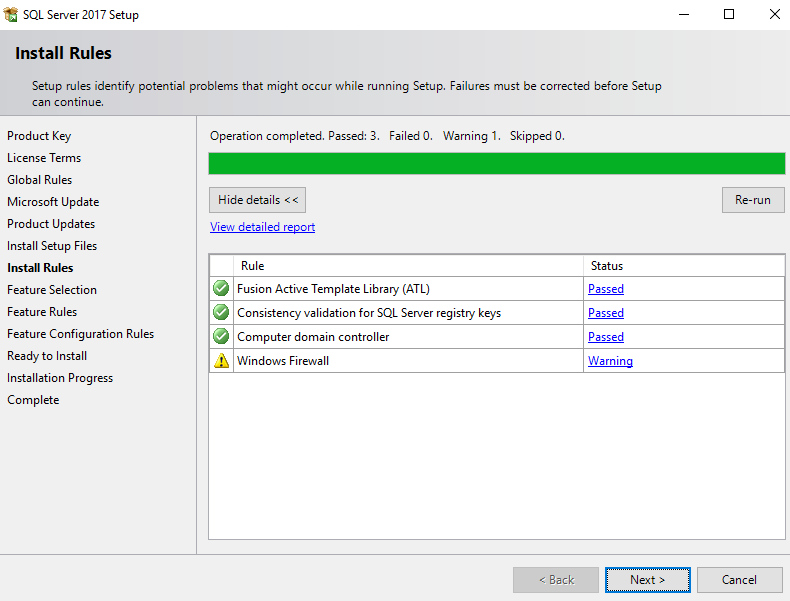 SQL Server 2017 Setup
Install Rules
Setup rules identify potential problems that might occur while running Setup. Failures must be corrected before Setup
can continue.
Product Key
License Terms
Global Rules
Microsoft Update
Product Updates
Install Setup Files
Install Rules
Feature Selection
Feature Rules
Feature Configuration Rules
Ready to Install
Installation Progress
Complete
Operation completed. Passed: 3.   Failed 0.   Warning 1.   Skipped 0.
Hide details <<
Re-run
View detailed report
Rule Status
Fusion Active Template Library (ATL) Passed
Consistency validation for SQL Server registry keys Passed
Computer domain controller Passed
Windows Firewall Warning
< Back
Next >
Cancel